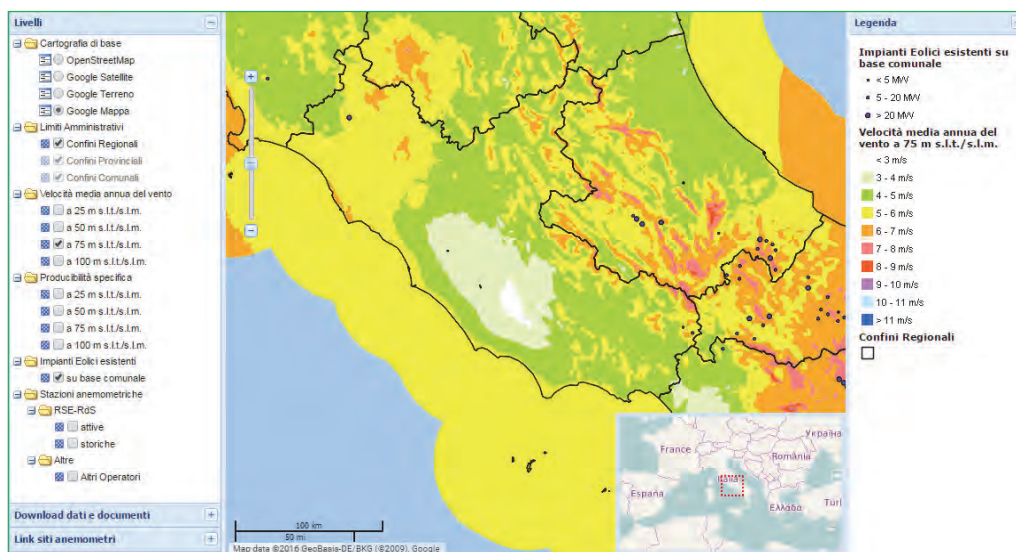 Livelli
Cartografia di base
OpenStreetMap
Google Satellite
Google Terreno
Google Mappa
Limiti Amministrativi
Confini Regionali
Confini Provinciali
Confini Comunali
Velocità media annua del vento
a 25 m s.l.t./s.l.m.
a 50 m s.l.t./s.l.m.
a 75 m s.l.t./s.l.m.
a 100 m s.l.t./s.l.m.
Producibilità specifica
a 25 m s.l.t./s.l.m.
a 50 m s.l.t./s.l.m.
a 75 m s.l.t./s.l.m.
a 100 m s.l.t./s.l.m.
Impianti Eolici esistenti
su base comunale
Stazioni anemometriche
RSE-RdS
attive
storiche
Altre
Altri Operatori
Download dati e documenti
Link siti anemometri
100 km
50 mi
Map data ©2016 GeoBasis-DE/BKG (©2009), Google
France
Україна
România
Italia
España
Ελλάδα
Türl
Legenda
Impianti Eolici esistenti su
base comunale
< 5 MW
5 - 20 MW
> 20 MW
Velocità media annua del
vento a 75 m s.l.t./s.l.m.
< 3 m/s
3 - 4 m/s
4 - 5 m/s
5 - 6 m/s
6 - 7 m/s
7 - 8 m/s
8 - 9 m/s
9 - 10 m/s
10 - 11 m/s
> 11 m/s
Confini Regionali